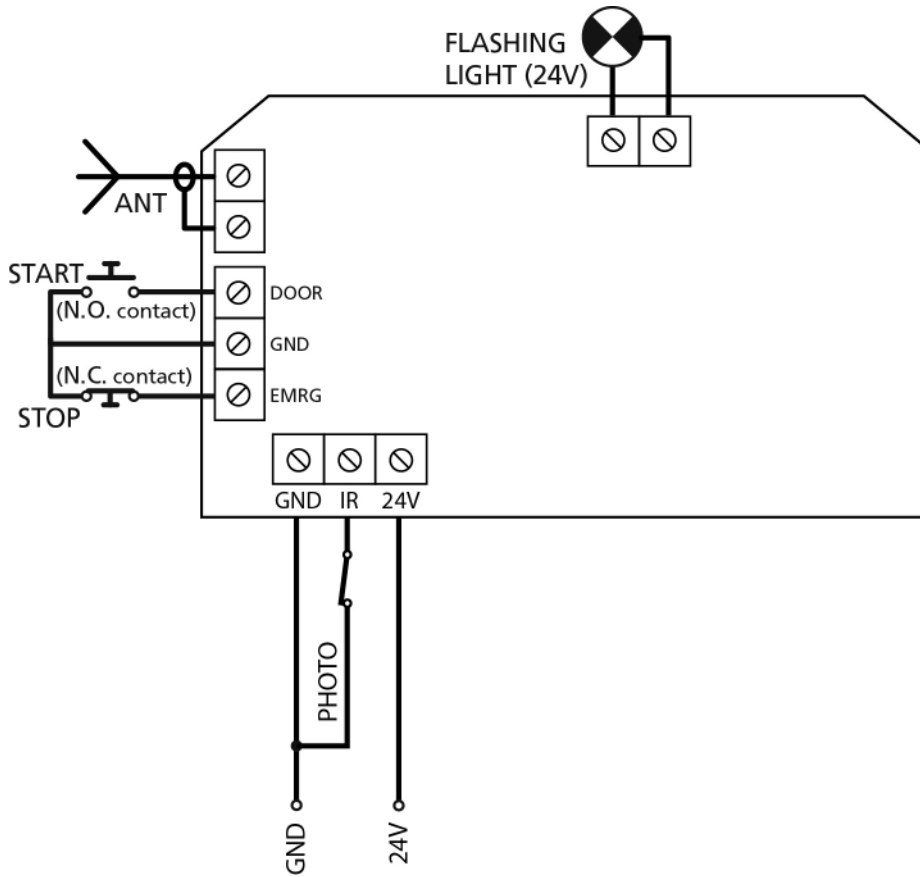 FLASHING
LIGHT (24V)
ANT
START
(N.O. contact)
DOOR
GND
(N.C. contact)
EMRG
STOP
GND IR 24V
PHOTO
GND
24V